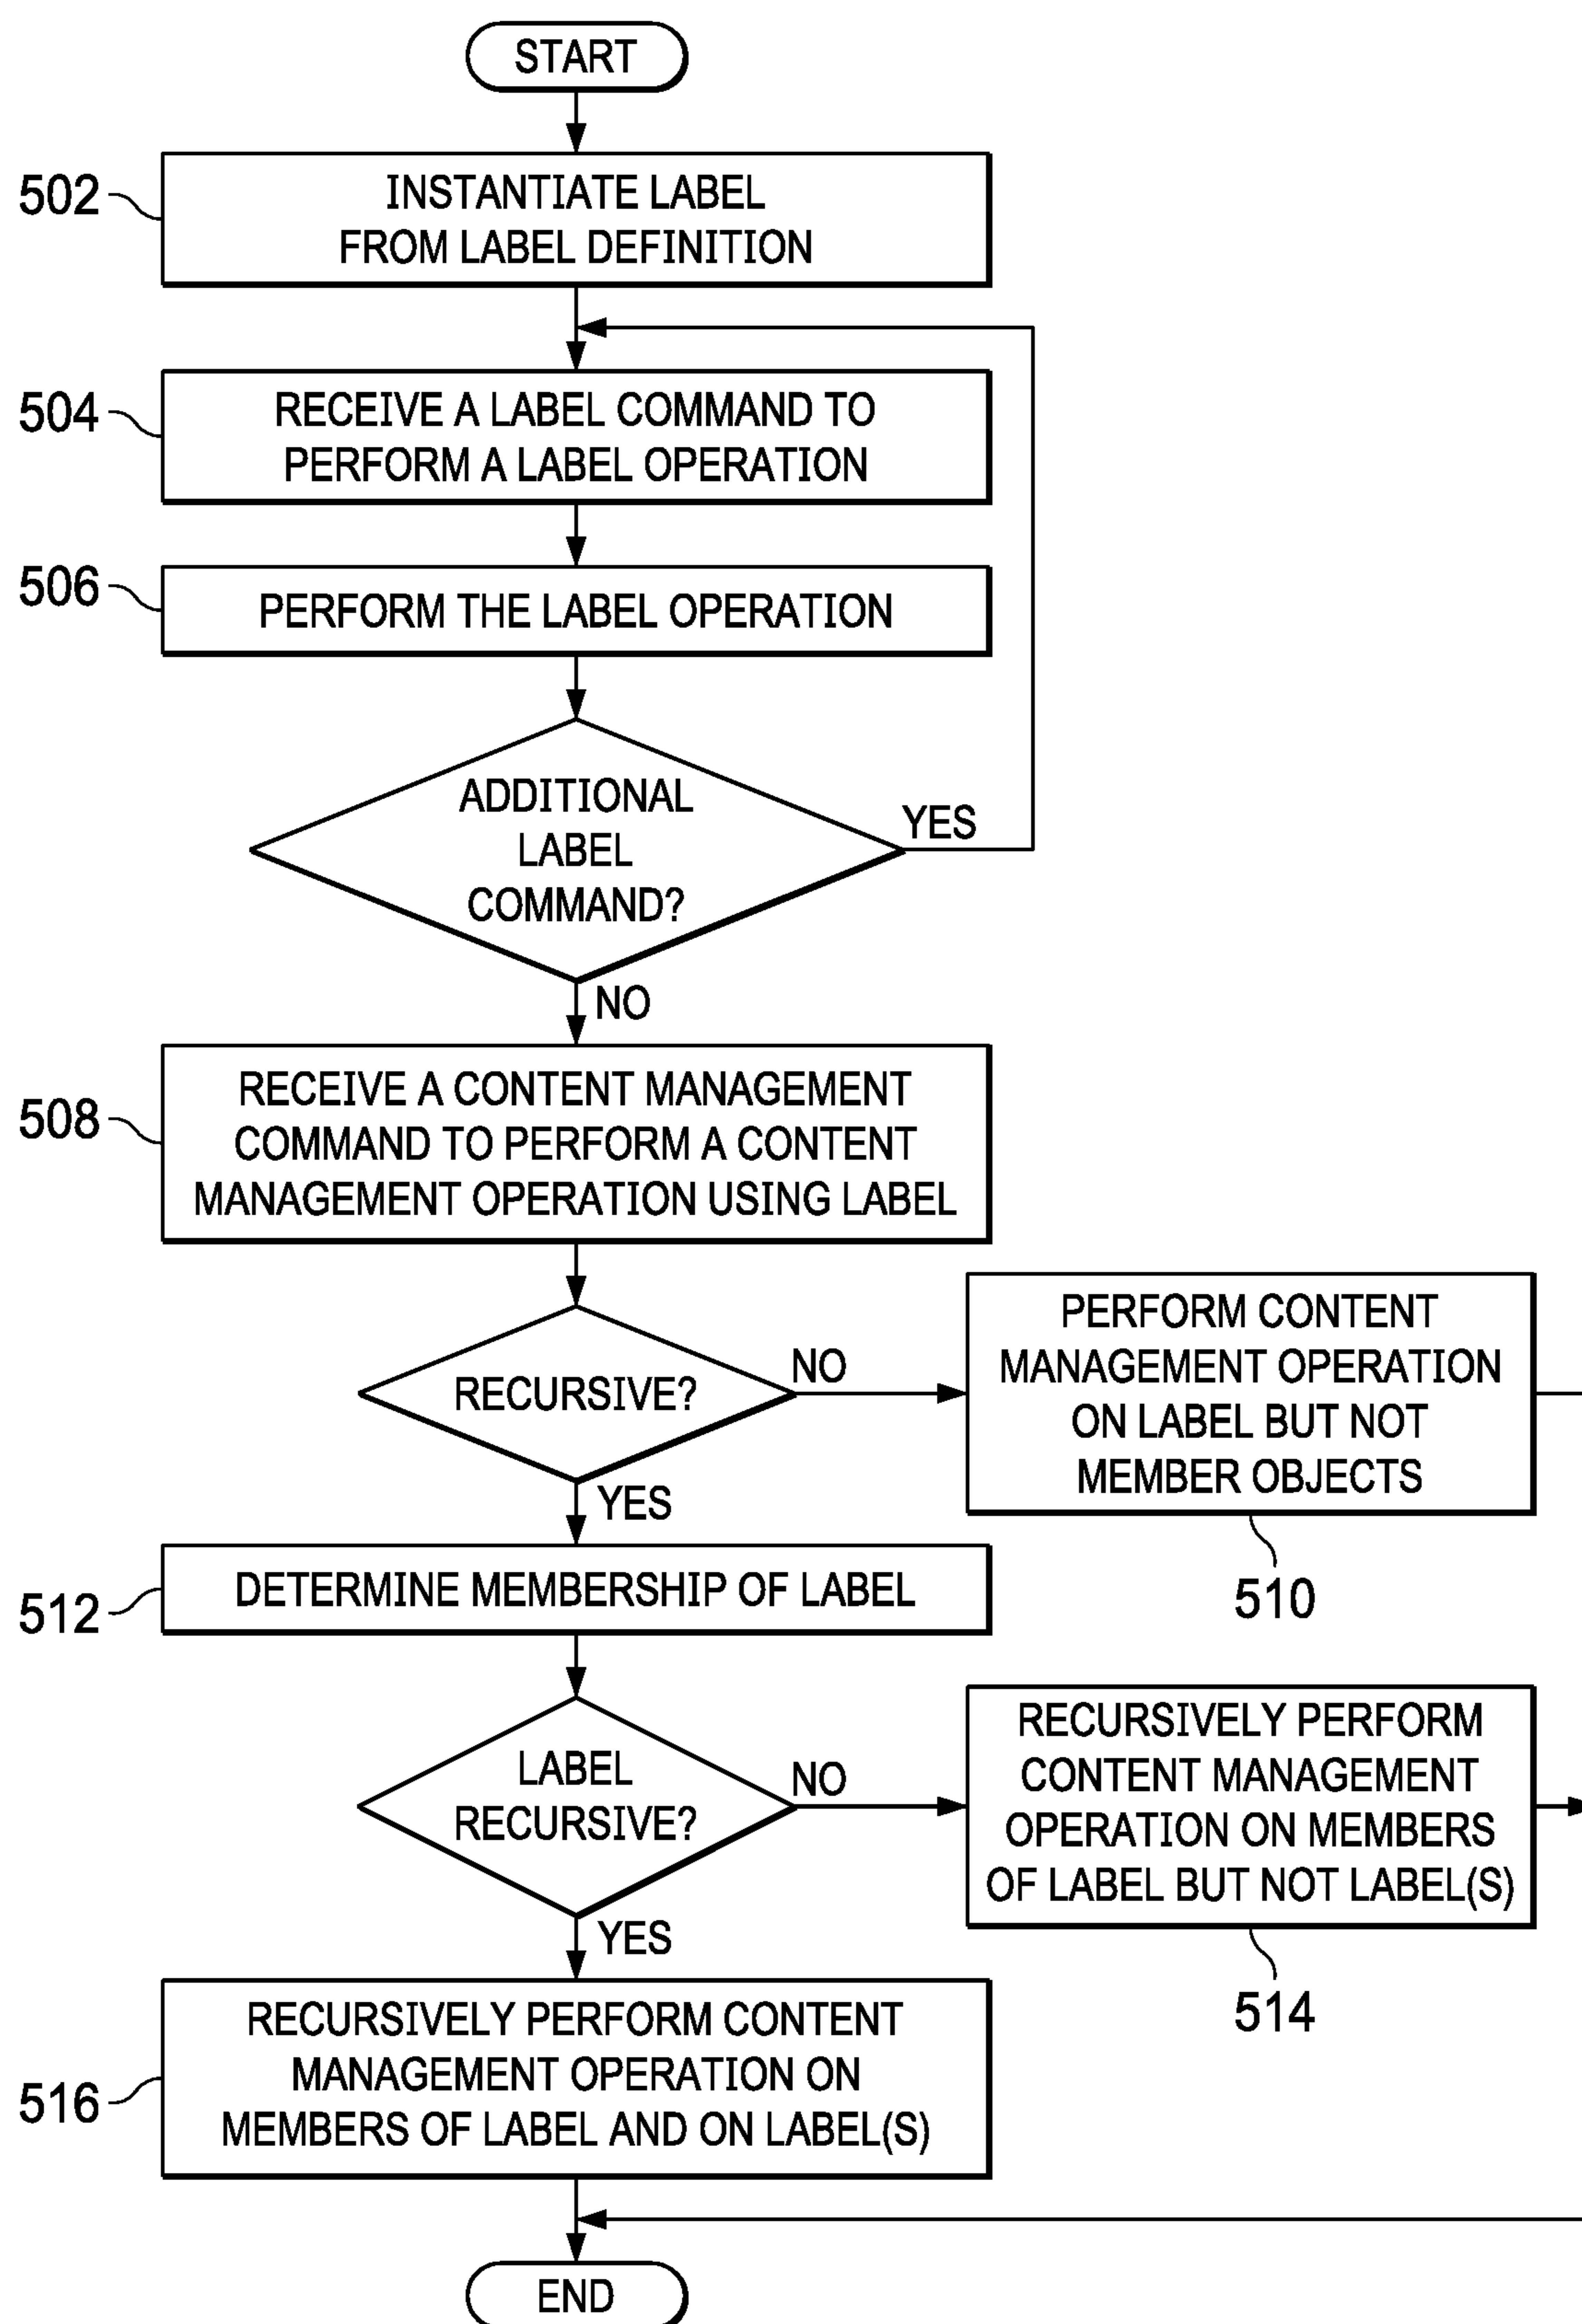 START
502
INSTANTIATE LABEL
FROM LABEL DEFINITION
504
RECEIVE A LABEL COMMAND TO
PERFORM A LABEL OPERATION
506
PERFORM THE LABEL OPERATION
ADDITIONAL
LABEL
COMMAND?
YES
NO
508
RECEIVE A CONTENT MANAGEMENT
COMMAND TO PERFORM A CONTENT
MANAGEMENT OPERATION USING LABEL
RECURSIVE?
NO
PERFORM CONTENT
MANAGEMENT OPERATION
ON LABEL BUT NOT
MEMBER OBJECTS
510
YES
512
DETERMINE MEMBERSHIP OF LABEL
LABEL
RECURSIVE?
NO
RECURSIVELY PERFORM
CONTENT MANAGEMENT
OPERATION ON MEMBERS
OF LABEL BUT NOT LABEL(S)
514
YES
516
RECURSIVELY PERFORM CONTENT
MANAGEMENT OPERATION ON
MEMBERS OF LABEL AND ON LABEL(S)
END